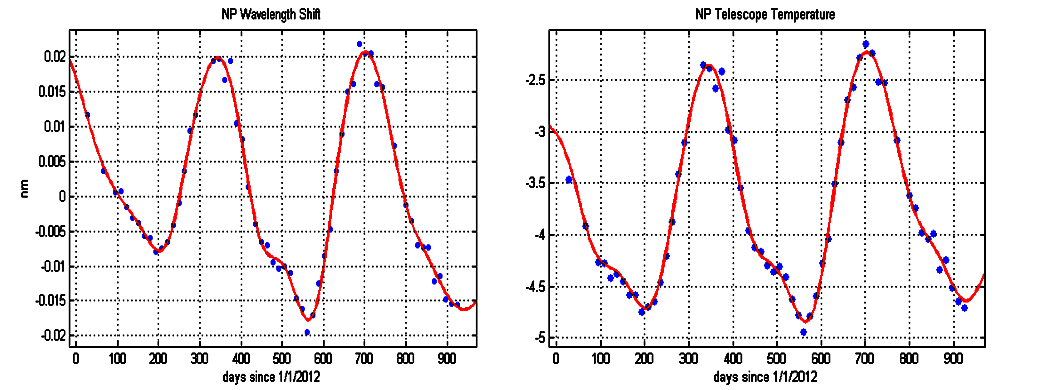 NP Wavelength Shift
0.02
0.015
0.01
0.005
0
-0.005
-0.01
-0.015
-0.02
nm
0 100 200 300 400 500 600 700 800 900
days since 1/1/2012
NP Telescope Temperature
-2.5
-3
-3.5
-4
-4.5
-5
0 100 200 300 400 500 600 700 800 900
days since 1/1/2012